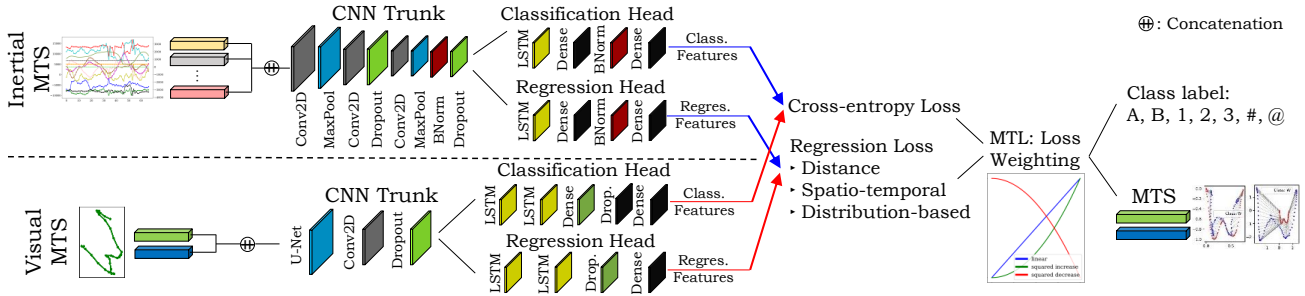 Inertial
MTS
CNN Trunk
Conv2D
MaxPool
Conv2D
Dropout
Conv2D
MaxPool
BNorm
Dropout
Classification Head
LSTM
Dense
BNorm
Dense
Class.
Features
Regression Head
LSTM
Dense
BNorm
Dense
Regres.
Features
Visual
MTS
CNN Trunk
U-Net
Conv2D
Dropout
Classification Head
LSTM
LSTM
Dense
Drop.
Dense
Class.
Features
Regression Head
LSTM
LSTM
Drop.
Dense
Regres.
Features
Cross-entropy Loss
Regression Loss
‣ Distance
‣ Spatio-temporal
‣ Distribution-based
MTL: Loss
Weighting
linear
squared increase
squared decrease
: Concatenation
Class label:
A, B, 1, 2, 3, #, @
MTS